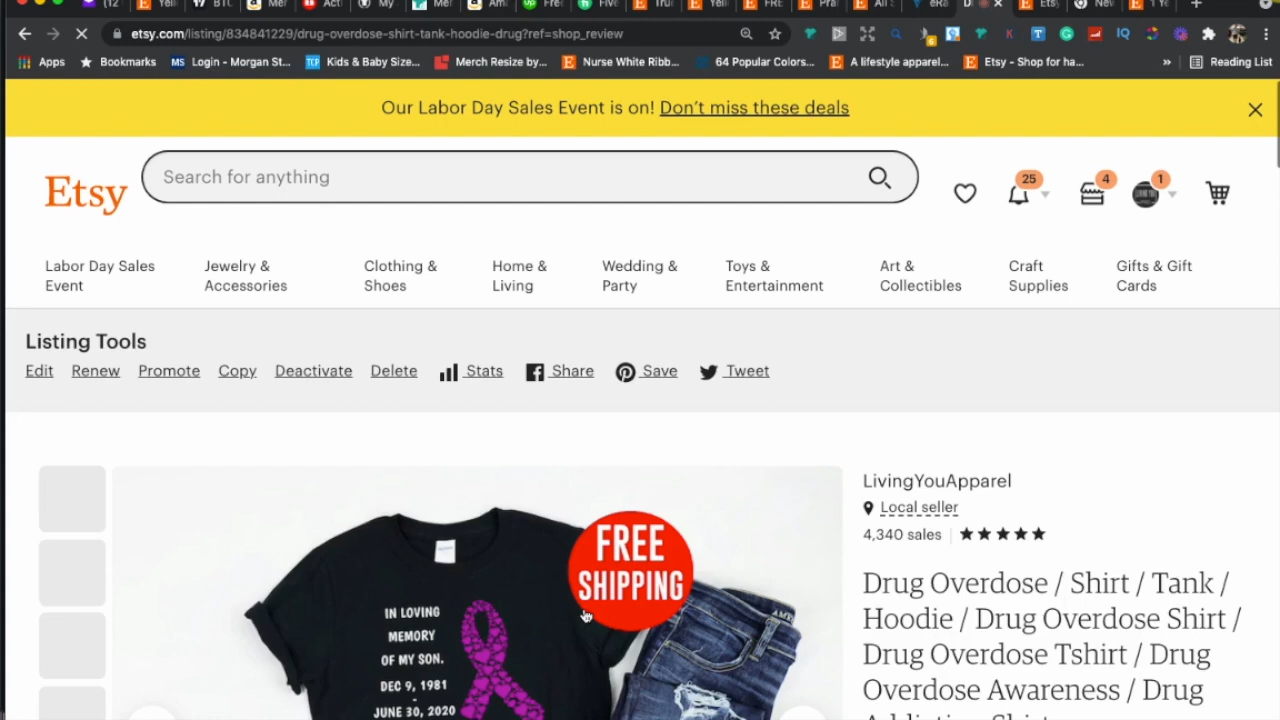 etsy.com/listing/834841229/drug-overdose-shirt-tank-hoodie-drug?ref=shop_review
Apps Bookmarks Login - Morgan St... Kids & Baby Size... Merch Resize by... Nurse White Ribb... 64 Popular Colors... A lifestyle apparel... Etsy - Shop for ha... » Reading List
Our Labor Day Sales Event is on! Don't miss these deals
Etsy
Search for anything
25
4
1
Labor Day Sales Event
Jewelry & Accessories
Clothing & Shoes
Home & Living
Wedding & Party
Toys & Entertainment
Art & Collectibles
Craft Supplies
Gifts & Gift Cards
Listing Tools
Edit Renew Promote Copy Deactivate Delete Stats Share Save Tweet
FREE
SHIPPING
IN LOVING
MEMORY
OF MY SON.
DEC 9, 1981
-
JUNE 30, 2020
LivingYouApparel
Local seller
4,340 sales
Drug Overdose / Shirt / Tank /
Hoodie / Drug Overdose Shirt /
Drug Overdose Tshirt / Drug
Overdose Awareness / Drug